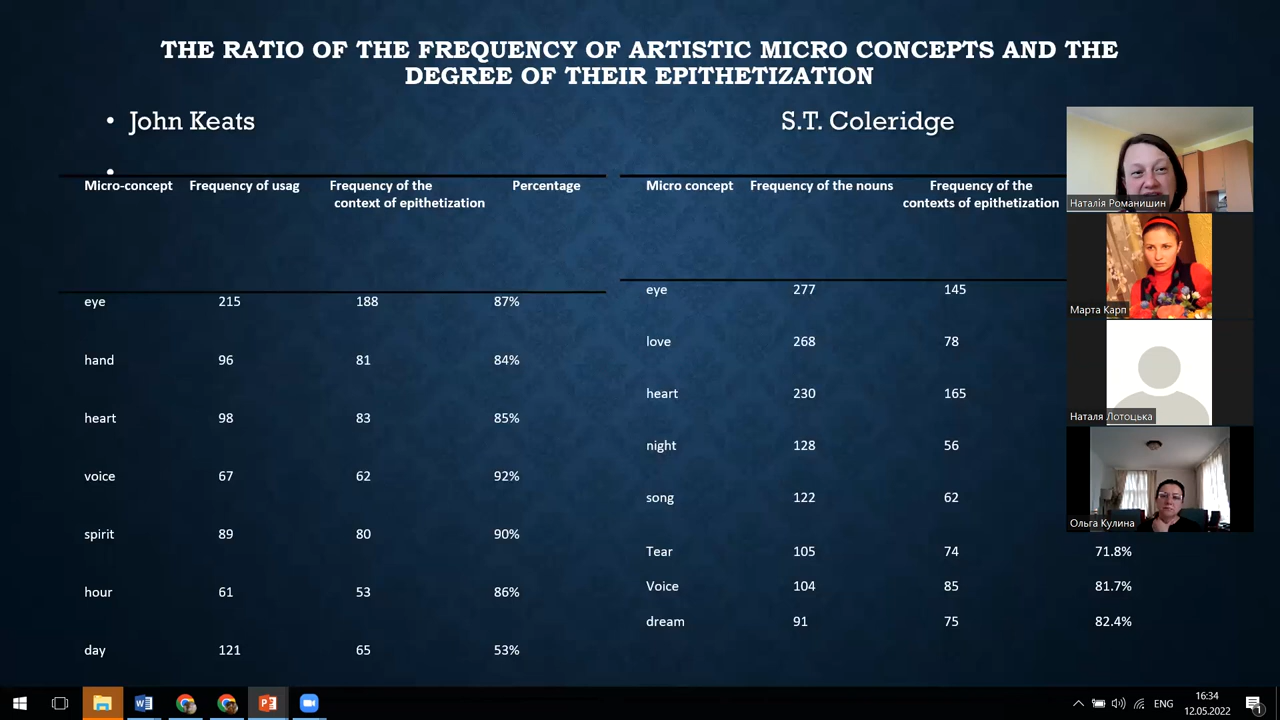 THE RATIO OF THE FREQUENCY OF ARTISTIC MICRO CONCEPTS AND THE
DEGREE OF THEIR EPITHETIZATION
• John Keats
S.T. Coleridge
•
Micro-concept Frequency of usag Frequency of the Percentage
context of epithetization
eye 215 188 87%
hand 96 81 84%
heart 98 83 85%
voice 67 62 92%
spirit 89 80 90%
hour 61 53 86%
day 121 65 53%
Micro concept Frequency of the nouns Frequency of the
contexts of epithetization
eye 277 145
love 268 78
heart 230 165
night 128 56
song 122 62
Tear 105 74 71.8%
Voice 104 85 81.7%
dream 91 75 82.4%
Наталія Романишин
Марта Карп
Наталя Лотоцька
Ольга Кулина
ENG
16:34
12.05.2022
1